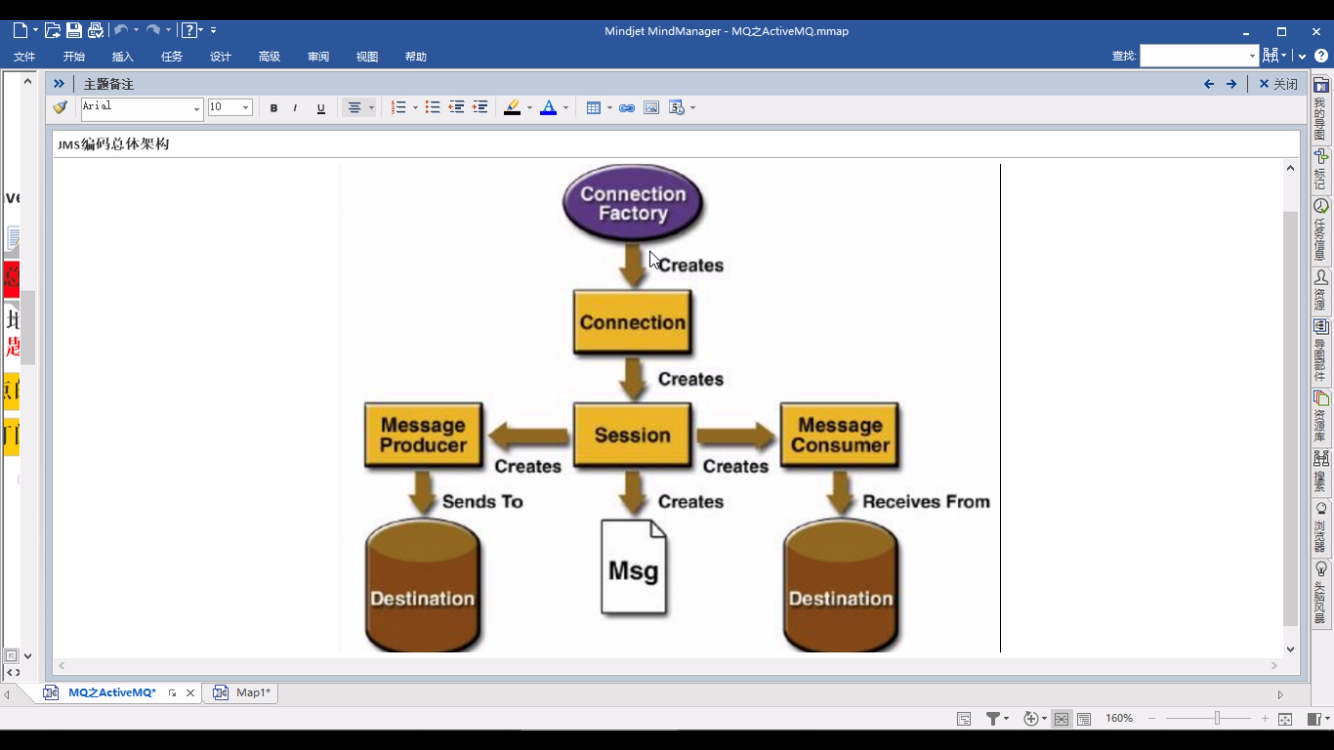 Mindjet MindManager - MQ之ActiveMQ.mmap
文件 开始 插入 任务 设计 高级 审阅 视图 帮助 查找:
主题备注 关闭
Arial 10 B I U A
JMS编码总体架构
Connection
Factory
Creates
Connection
Creates
Message
Producer
Session
Message
Consumer
Creates
Creates
Sends To
Creates
Receives From
Destination
Msg
Destination
我的导图
标记
任务信息
资源
导图部件
资源库
搜索
浏览器
头脑风暴
MQ之ActiveMQ* Map1*
160%